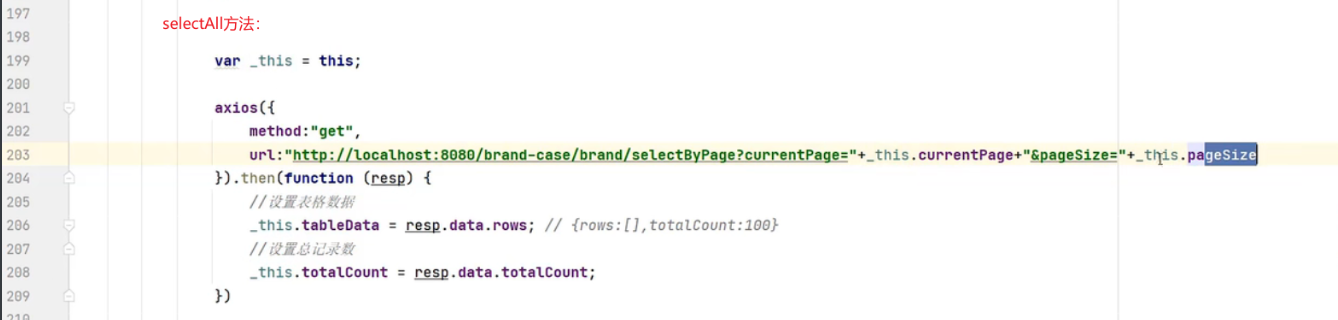 197
selectAll方法：
198
199 var _this = this;
200
201 axios({
202 method:"get",
203 url:"http://localhost:8080/brand-case/brand/selectByPage?currentPage="+_this.currentPage+"&pageSize="+_this.pageSize
204 }).then(function (resp) {
205 //设置表格数据
206 _this.tableData = resp.data.rows; // {rows:[],totalCount:100}
207 //设置总记录数
208 _this.totalCount = resp.data.totalCount;
209 })
210